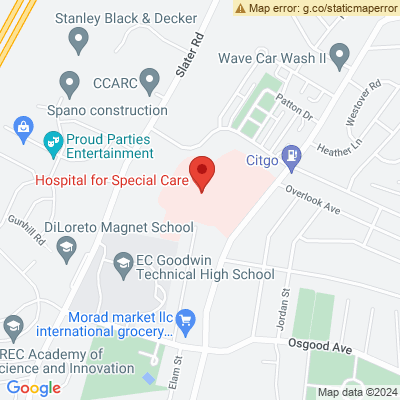 Map error: g.co/staticmaperror
Stanley Black & Decker
Slater Rd
Wave Car Wash II
Westover Rd
CCARC
Patton Dr
Spano construction
Heather Ln
Proud Parties
Entertainment
Citgo
Hospital for Special Care
Overlook Ave
Gunhill Rd
DiLoreto Magnet School
EC Goodwin
Technical High School
Jordan St
Morad market llc
international grocery...
Osgood Ave
REC Academy of
cience and Innovation
Elam St
Google
Map data ©2024